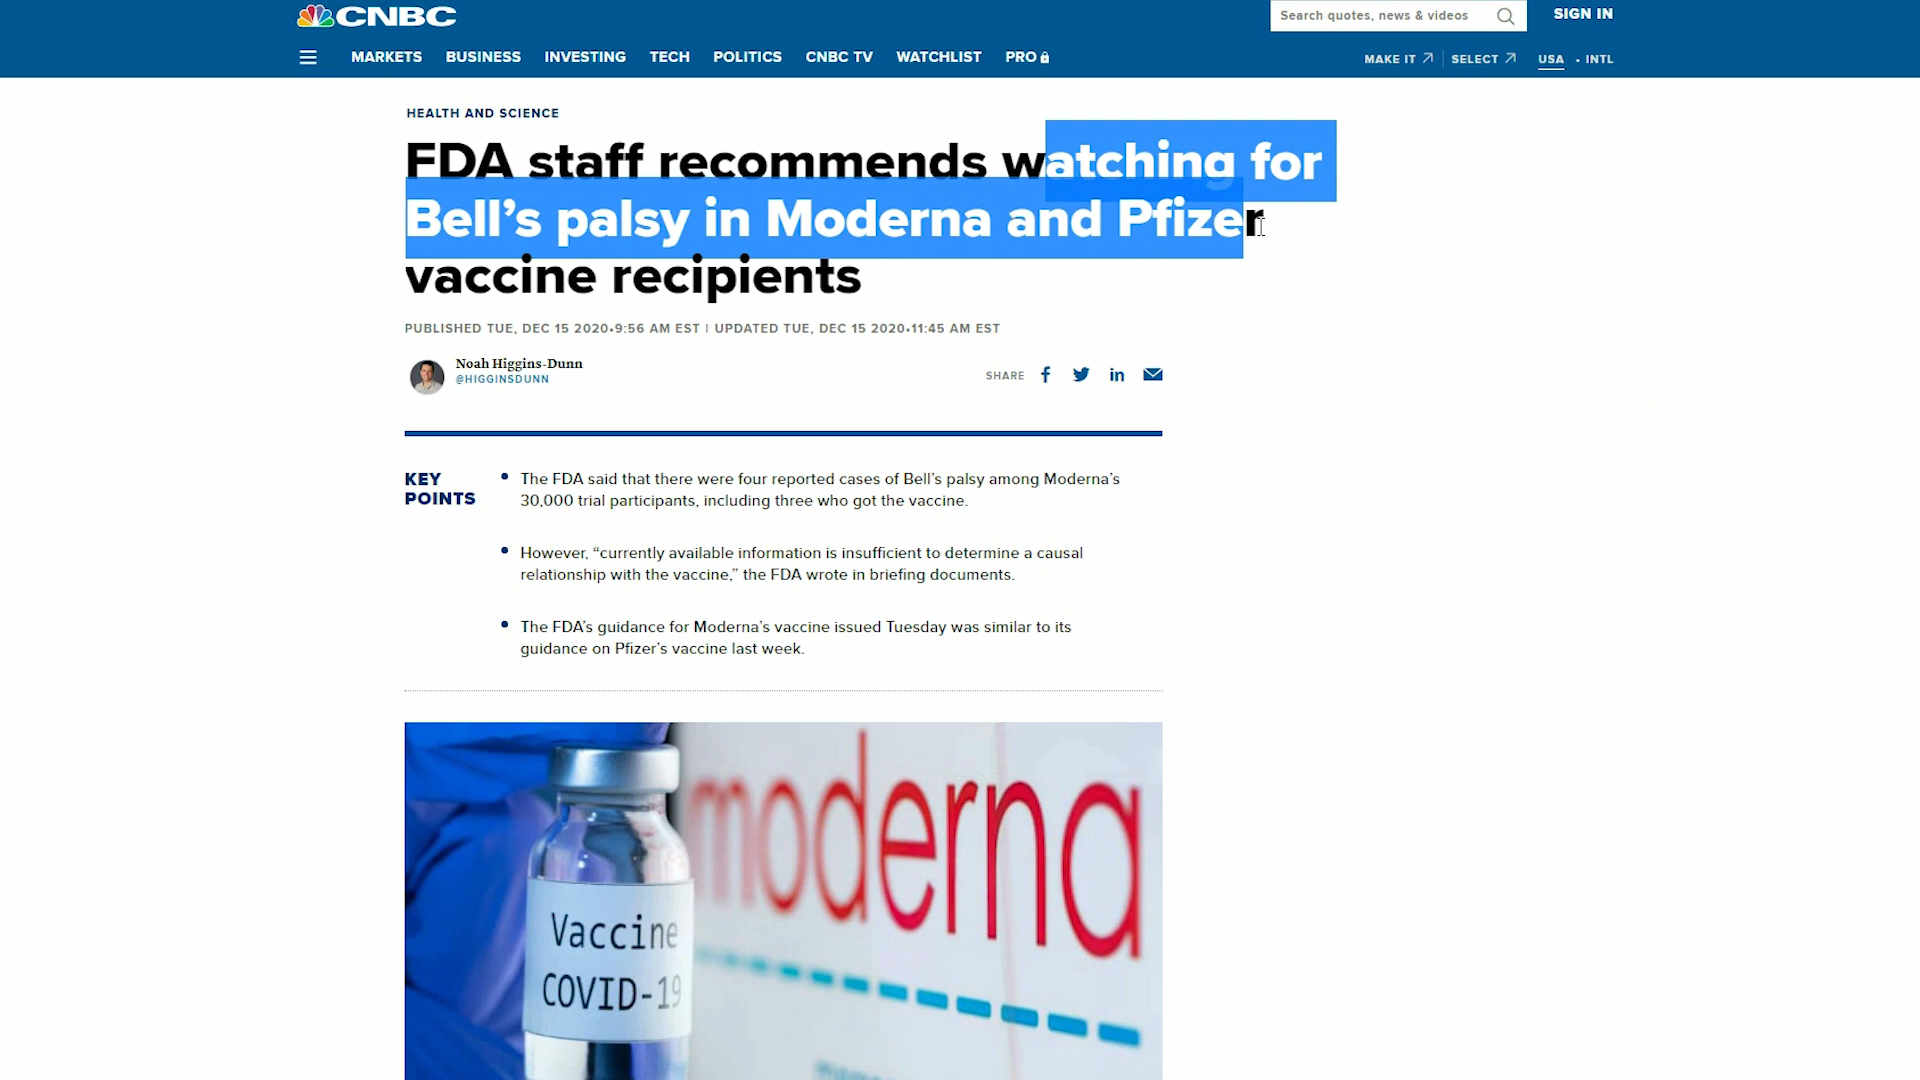 CNBC
Search quotes, news & videos
SIGN IN
MARKETS BUSINESS INVESTING TECH POLITICS CNBC TV WATCHLIST PRO
MAKE IT SELECT USA • INTL
HEALTH AND SCIENCE
FDA staff recommends watching for
Bell’s palsy in Moderna and Pfizer
vaccine recipients
PUBLISHED TUE, DEC 15 2020•9:56 AM EST | UPDATED TUE, DEC 15 2020•11:45 AM EST
Noah Higgins-Dunn
@HIGGINSDUNN
SHARE
KEY
POINTS
• The FDA said that there were four reported cases of Bell’s palsy among Moderna’s
30,000 trial participants, including three who got the vaccine.
• However, “currently available information is insufficient to determine a causal
relationship with the vaccine,” the FDA wrote in briefing documents.
• The FDA’s guidance for Moderna’s vaccine issued Tuesday was similar to its
guidance on Pfizer’s vaccine last week.
moderna
Vaccine
COVID-19